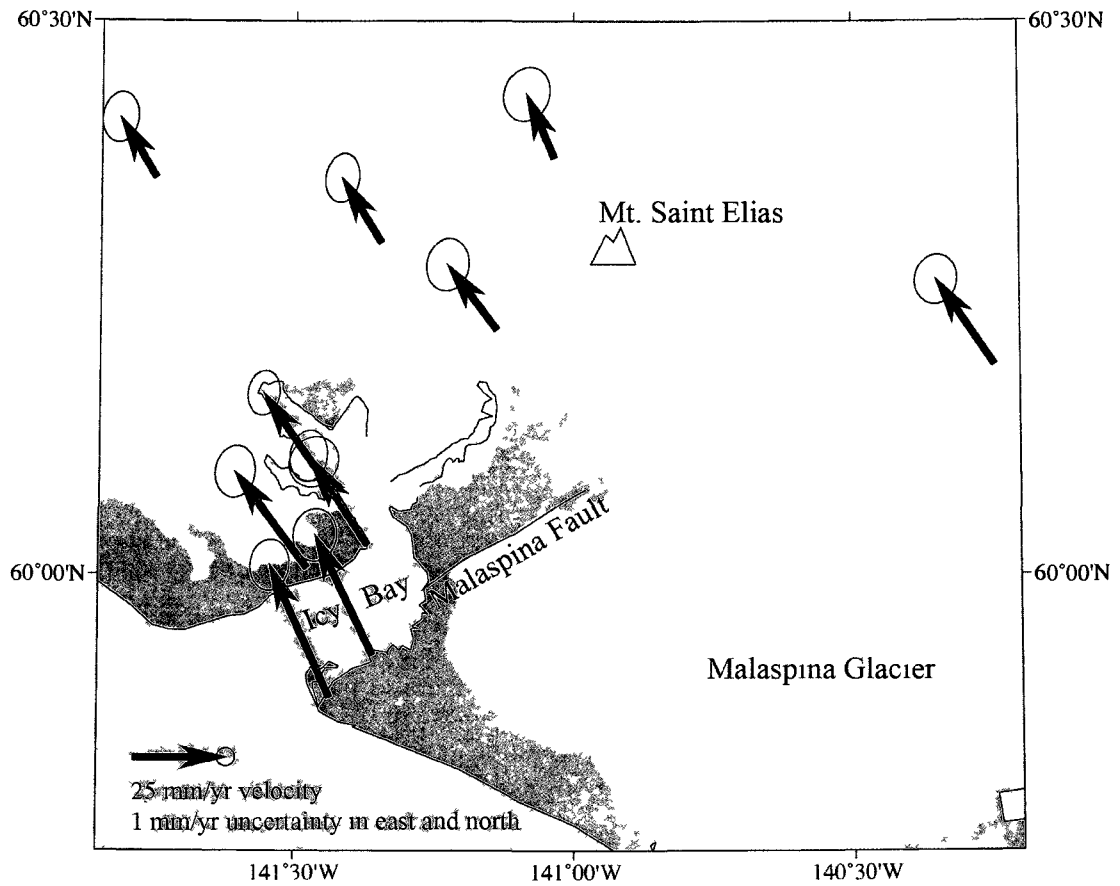 60°30'N
60°30'N
Mt. Saint Elias
60°00'N
60°00'N
Icy Bay
Malaspina Fault
Malaspina Glacier
25 mm/yr velocity
1 mm/yr uncertainty in east and north
141°30'W
141°00'W
140°30'W